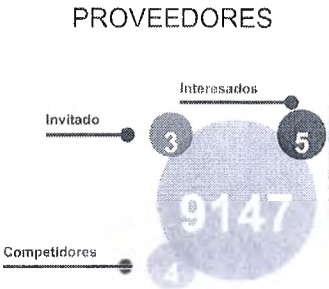 PROVEEDORES
Interesados
Invitado
3
5
9147
Competidores
4